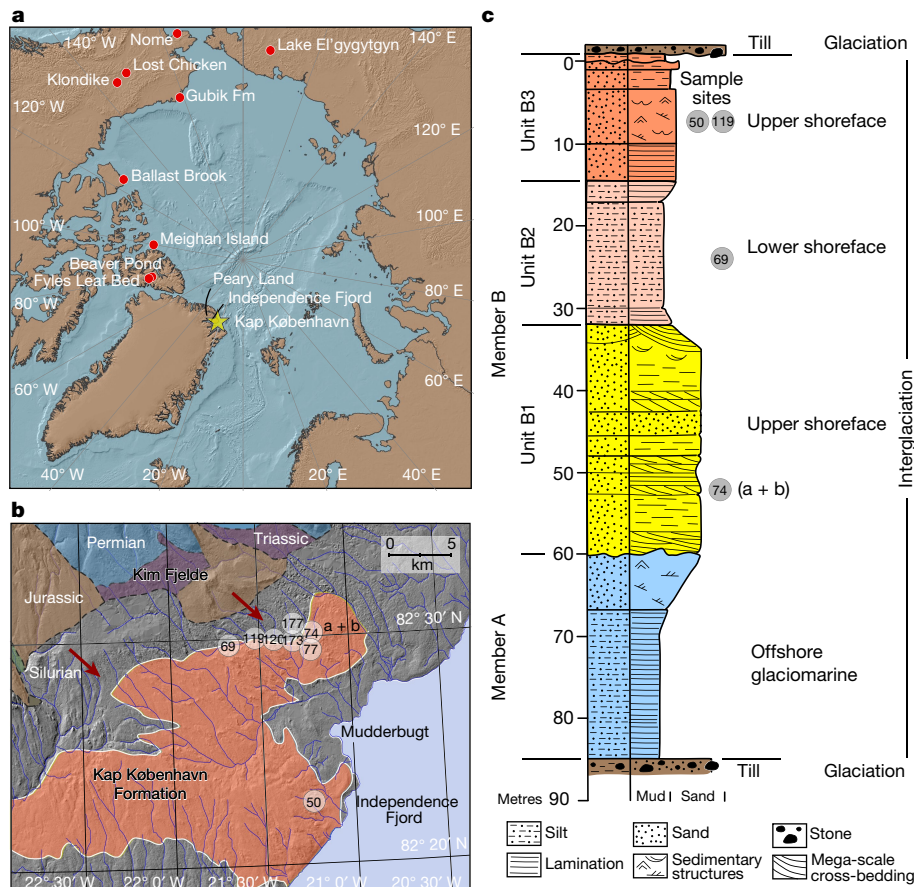 a
140° W
Nome
Lake El'gygytgyn
140° E
Lost Chicken
Klondike
Gubik Fm
120° W
120° E
Ballast Brook
100° W
100° E
Meighan Island
Beaver Pond
Peary Land
Fyles Leaf Bed
Independence Fjord
80° E
80° W
Kap København
60° W
60° E
40° W
20° W
20° E
40° E
b
Permian
Triassic
0 5
km
Kim Fjelde
Jurassic
82° 30′ N
177
a + b
119
120
173
74
69
77
Silurian
Mudderbugt
Kap København
Formation
50
Independence
Fjord
82° 20′ N
22° 30′ W
22° 0′ W
21° 30′ W
21° 0′ W
20° 30′ W
c
Till
Glaciation
0
Sample
sites
50
119
Unit B3
Upper shoreface
10
20
Unit B2
Lower shoreface
69
30
Member B
40
Unit B1
Upper shoreface
50
74
(a + b)
Interglaciation
60
70
Member A
Offshore
glaciomarine
80
Till
Glaciation
Metres
90
Mud
Sand
Silt
Sand
Stone
Lamination
Sedimentary
structures
Mega-scale
cross-bedding